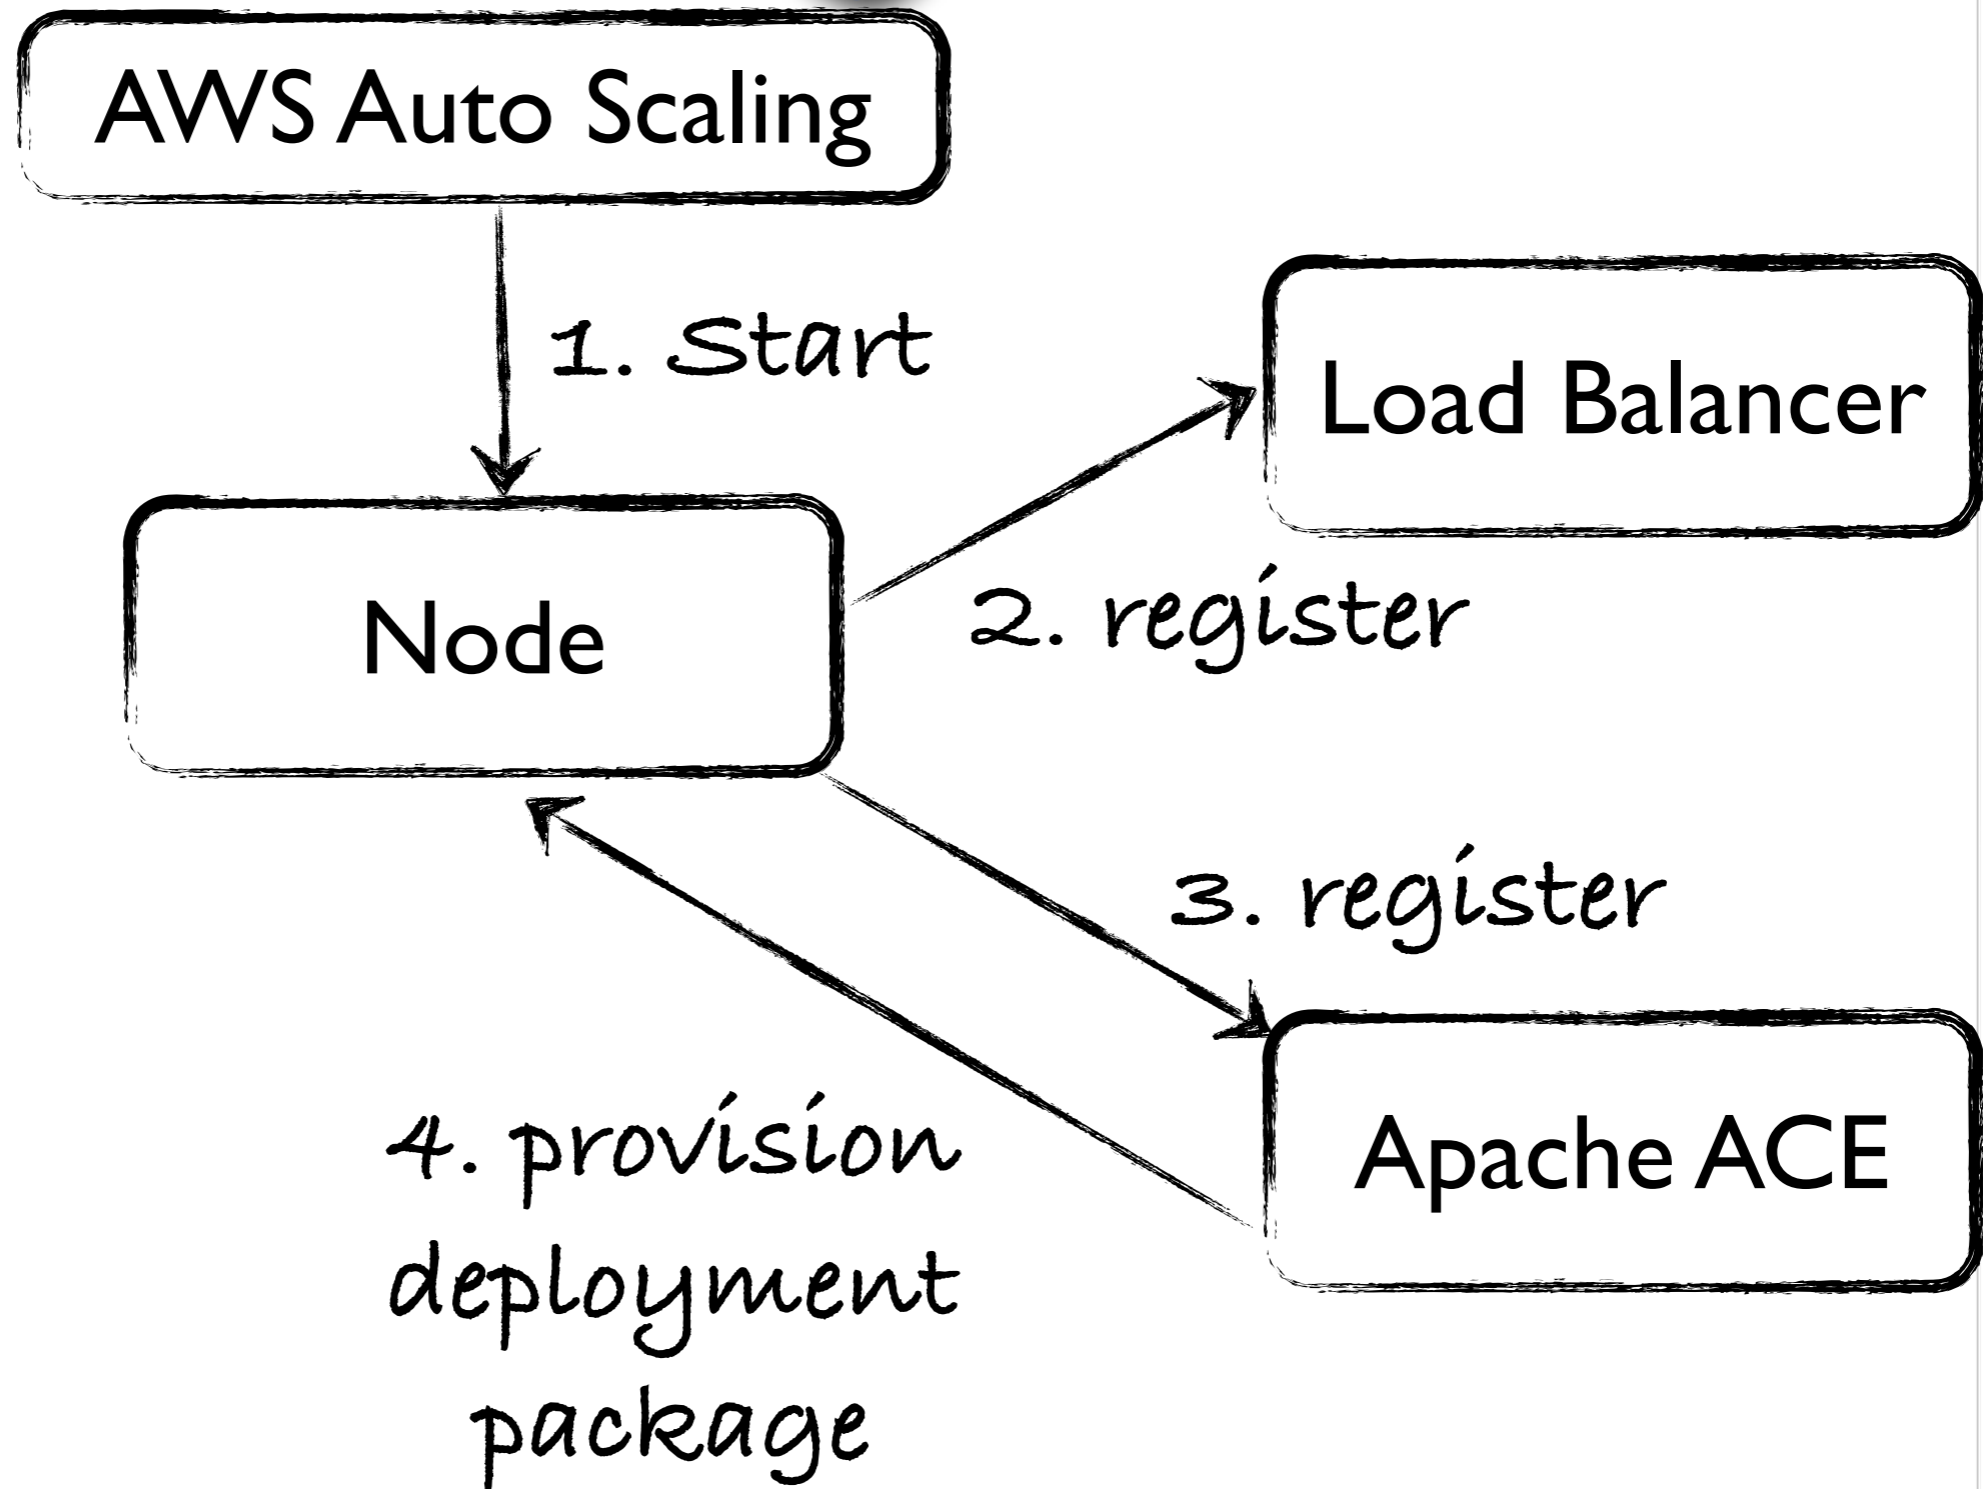 AWS Auto Scaling
1. Start
Load Balancer
Node
2. register
3. register
4. provision
deployment
package
Apache ACE